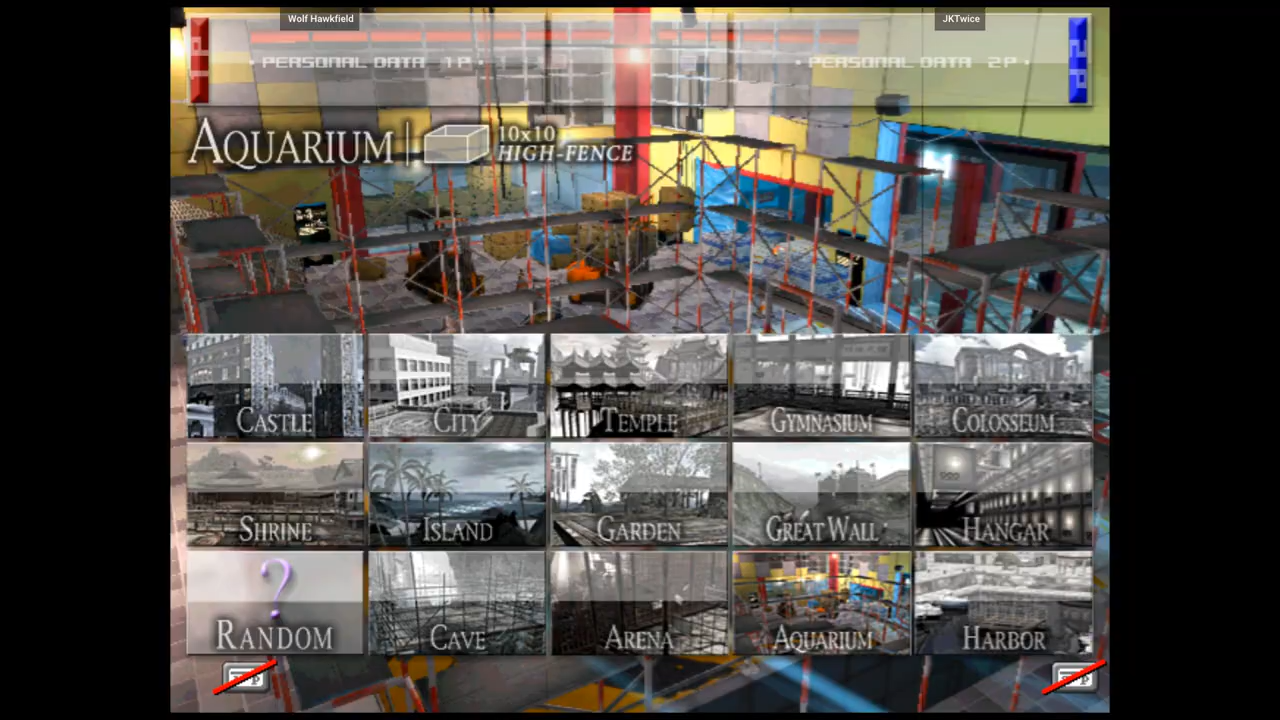 Wolf Hawkfield
JKTwice
1P
• PERSONAL DATA 1P •
• PERSONAL DATA 2P •
2P
AQUARIUM
10x10
HIGH-FENCE
CASTLE
CITY
TEMPLE
GYMNASIUM
COLOSSEUM
SHRINE
ISLAND
GARDEN
GREAT WALL
HANGAR
?
RANDOM
CAVE
ARENA
AQUARIUM
HARBOR